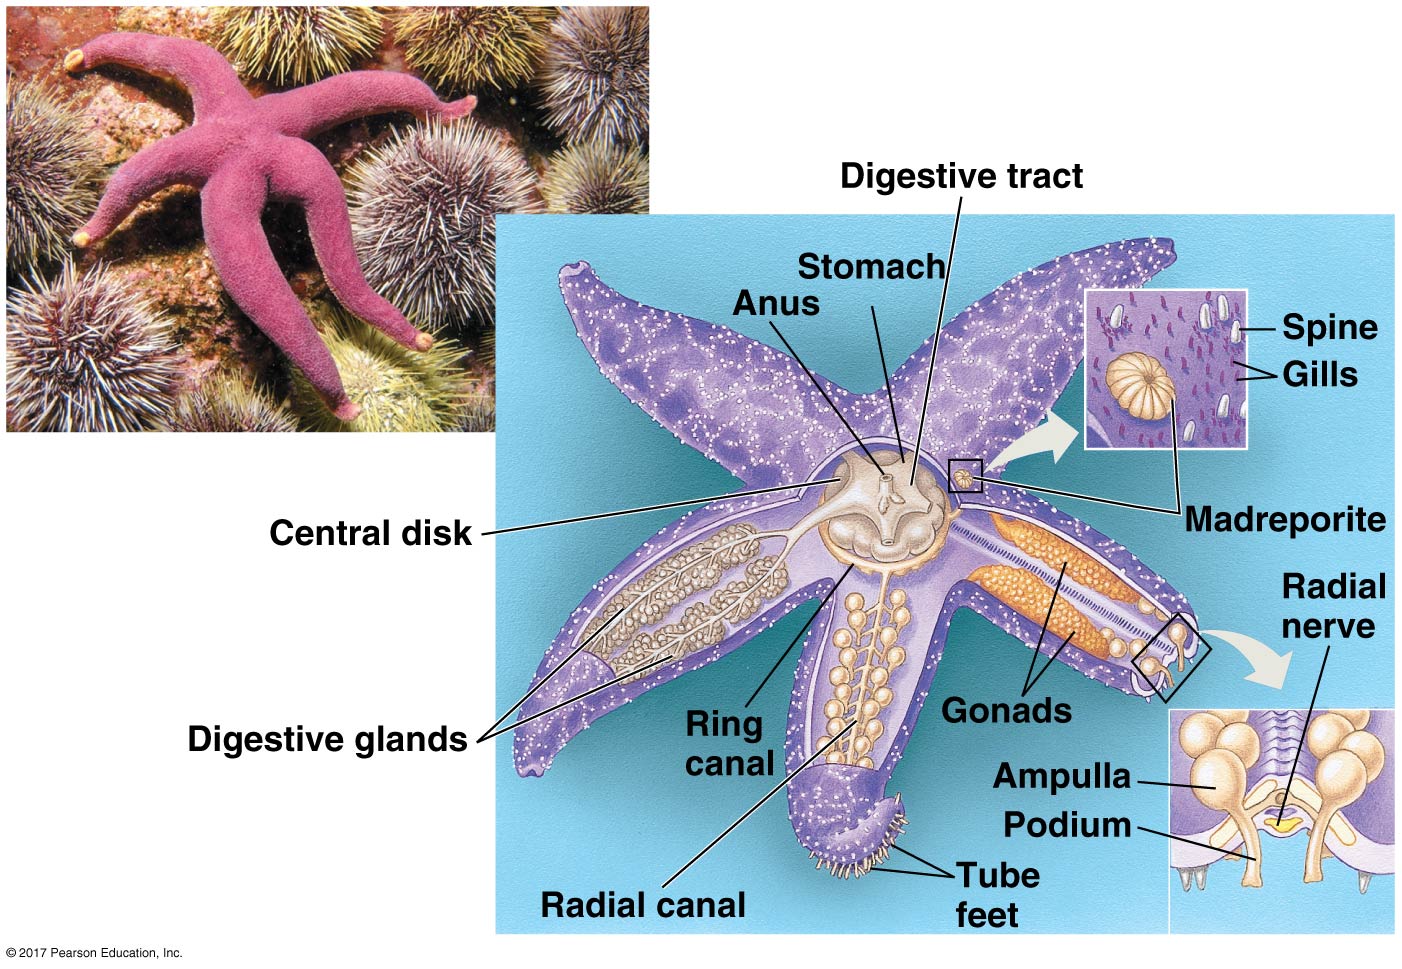 Digestive tract
Stomach
Anus
Spine
Gills
Central disk
Madreporite
Radial
nerve
Digestive glands
Ring
canal
Gonads
Ampulla
Podium
Radial canal
Tube
feet
© 2017 Pearson Education, Inc.